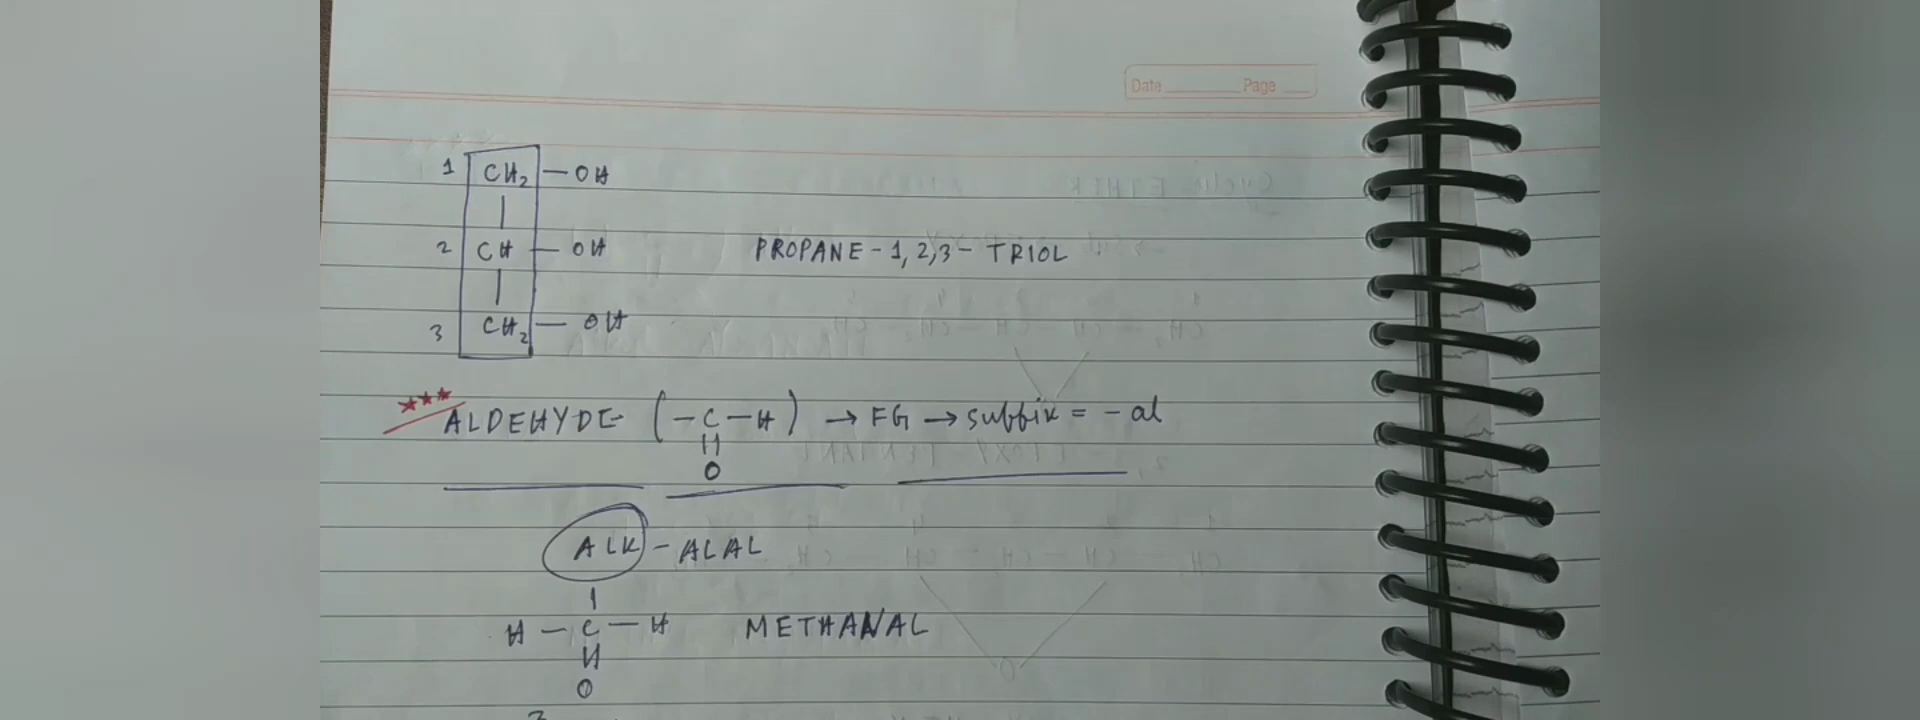 Date Page
1 CH2 — OH
|
2 CH — OH PROPANE - 1, 2, 3 - TRIOL
|
3 CH2 — OH
*** ALDEHYDE (-C-H) → FG → suffix = -al
||
O
ALK - ALAL
1
H — C — H METHANAL
||
O